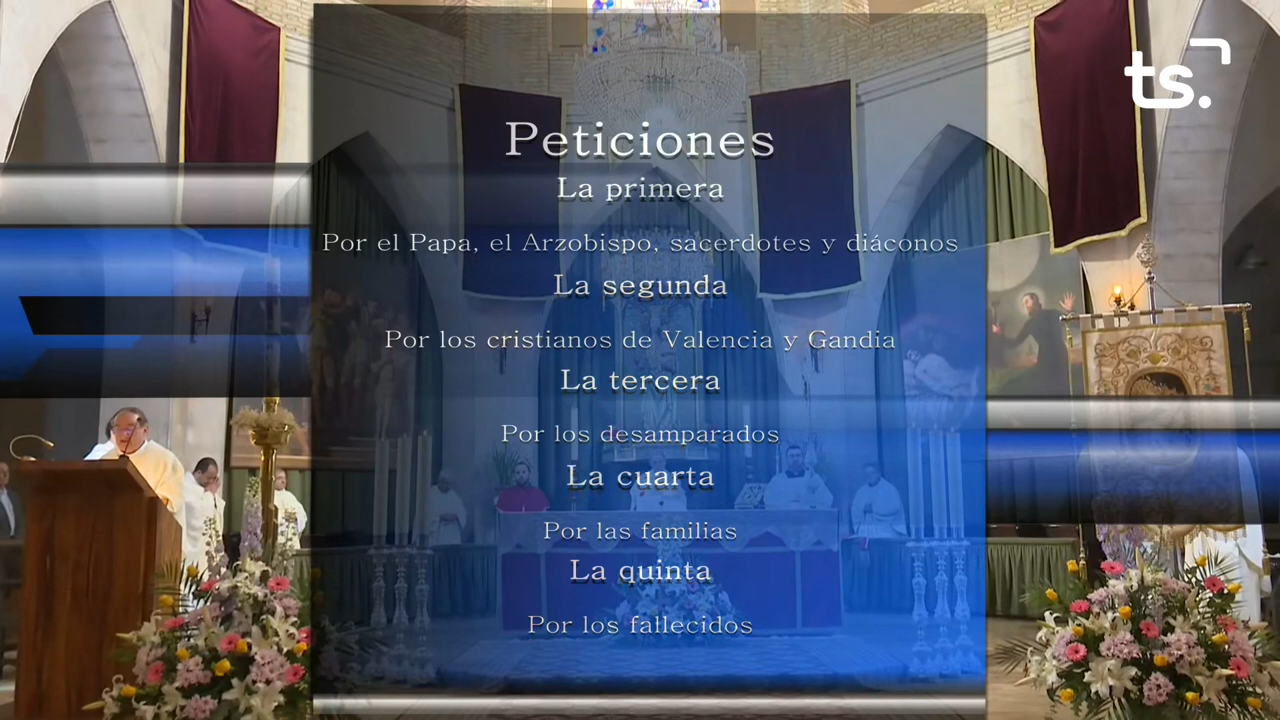 ts.
Peticiones
La primera
Por el Papa, el Arzobispo, sacerdotes y diáconos
La segunda
Por los cristianos de Valencia y Gandia
La tercera
Por los desamparados
La cuarta
Por las familias
La quinta
Por los fallecidos